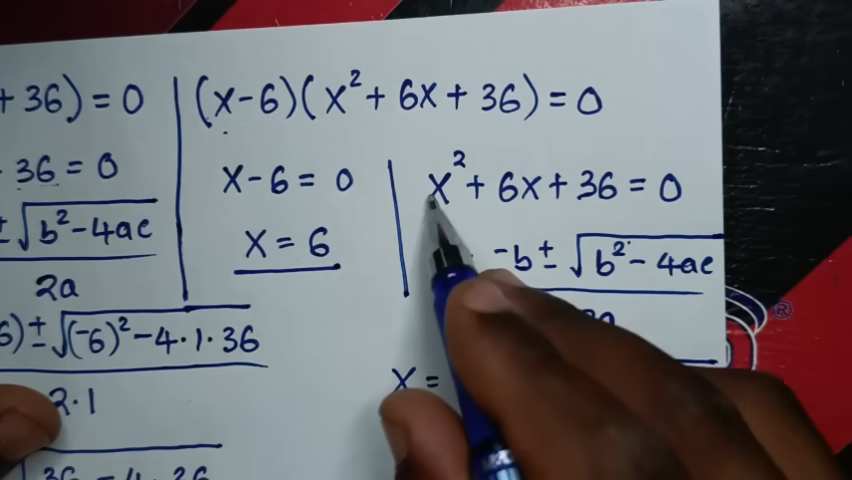 + 36) = 0
36 = 0
± √b² - 4ac
2a
6) ± √(-6)² - 4·1·36
2·1
(x-6)(x² + 6x + 36) = 0
x - 6 = 0
x = 6
x² + 6x + 36 = 0
-b ± √b² - 4ac
x =
®